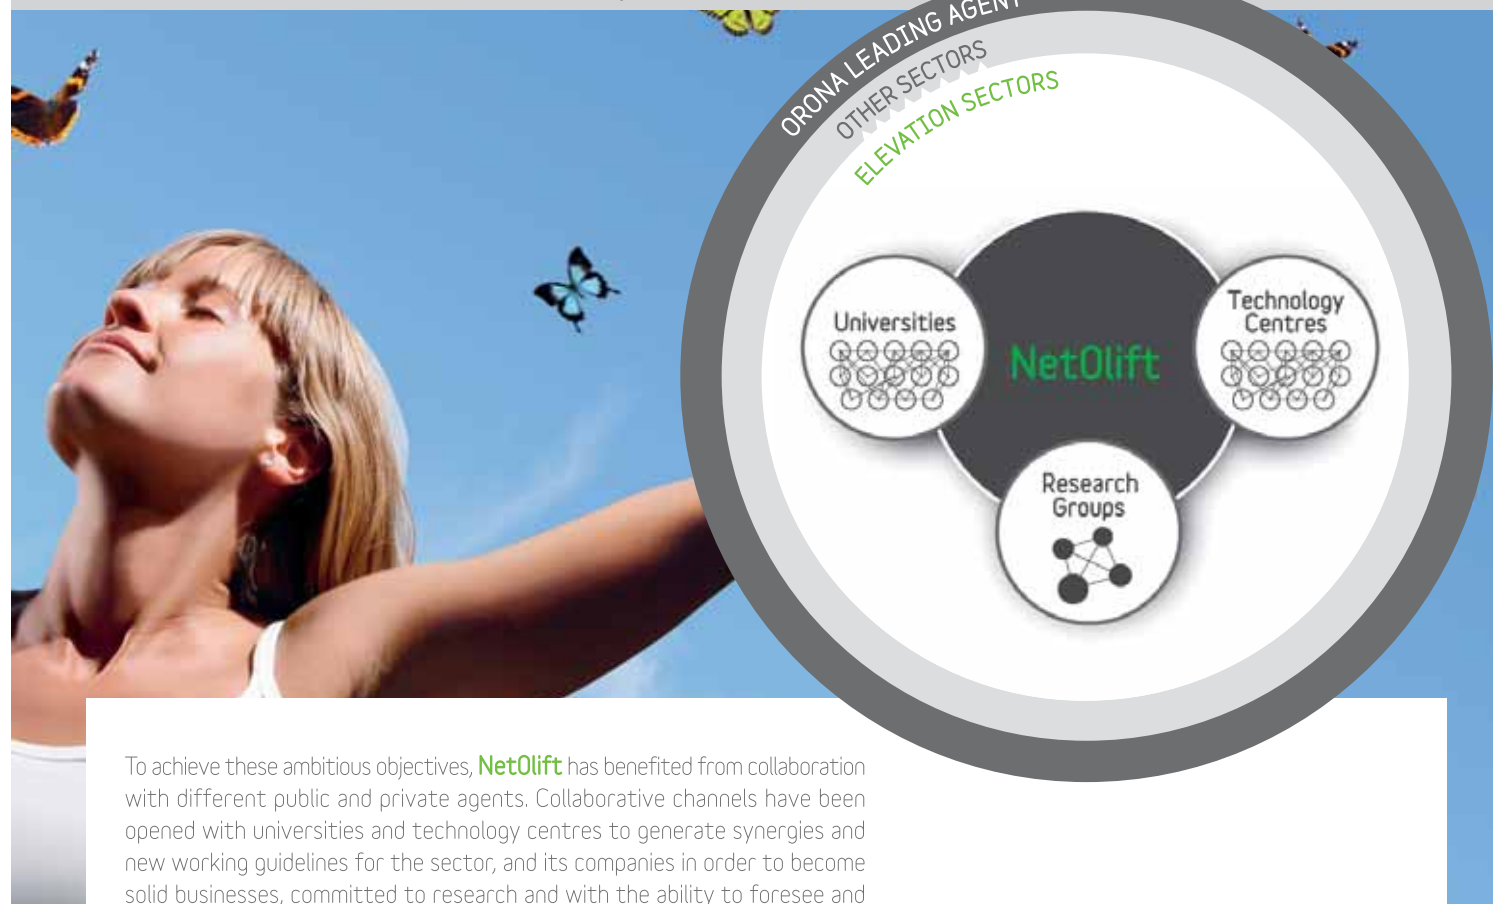 ORONA LEADING AGENT
OTHER SECTORS
ELEVATION SECTORS
Universities
NetOlift
Technology
Centres
Research
Groups
To achieve these ambitious objectives, NetOlift has benefited from collaboration
with different public and private agents. Collaborative channels have been
opened with universities and technology centres to generate synergies and
new working guidelines for the sector, and its companies in order to become
solid businesses, committed to research and with the ability to foresee and